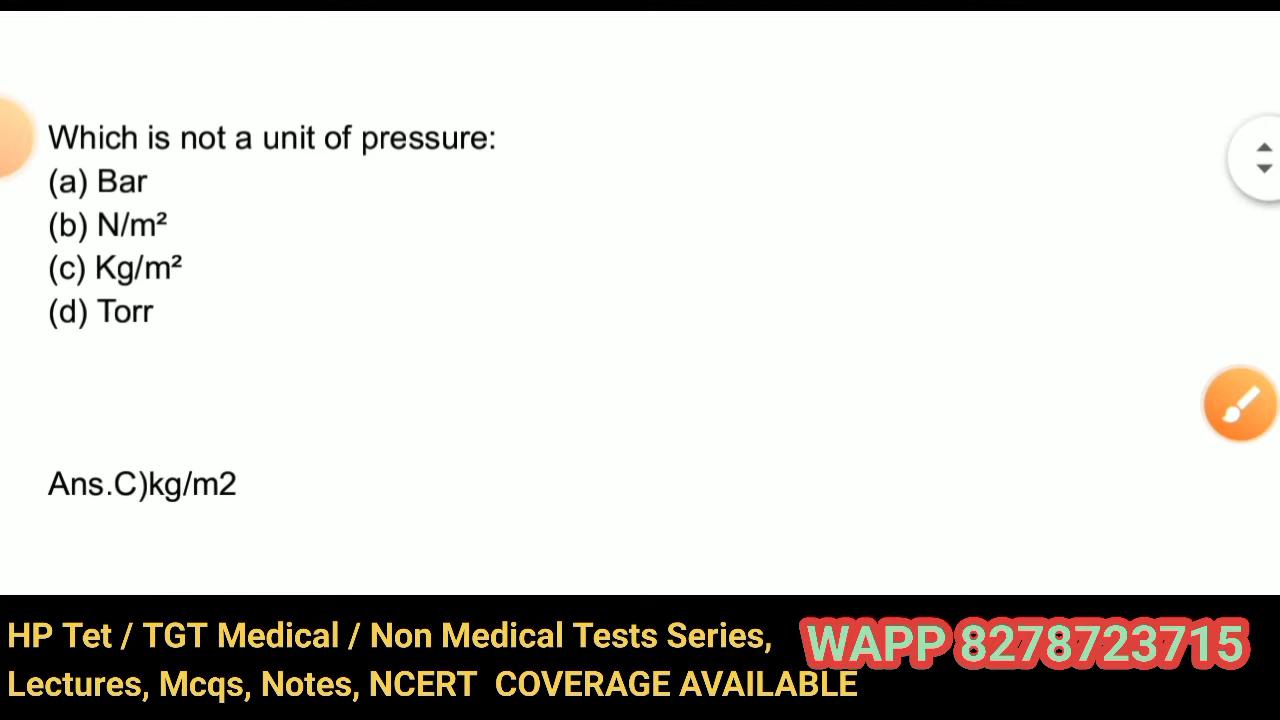 Which is not a unit of pressure:
(a) Bar
(b) N/m²
(c) Kg/m²
(d) Torr
Ans.C)kg/m2
HP Tet / TGT Medical / Non Medical Tests Series,
WAPP 8278723715
Lectures, Mcqs, Notes, NCERT COVERAGE AVAILABLE